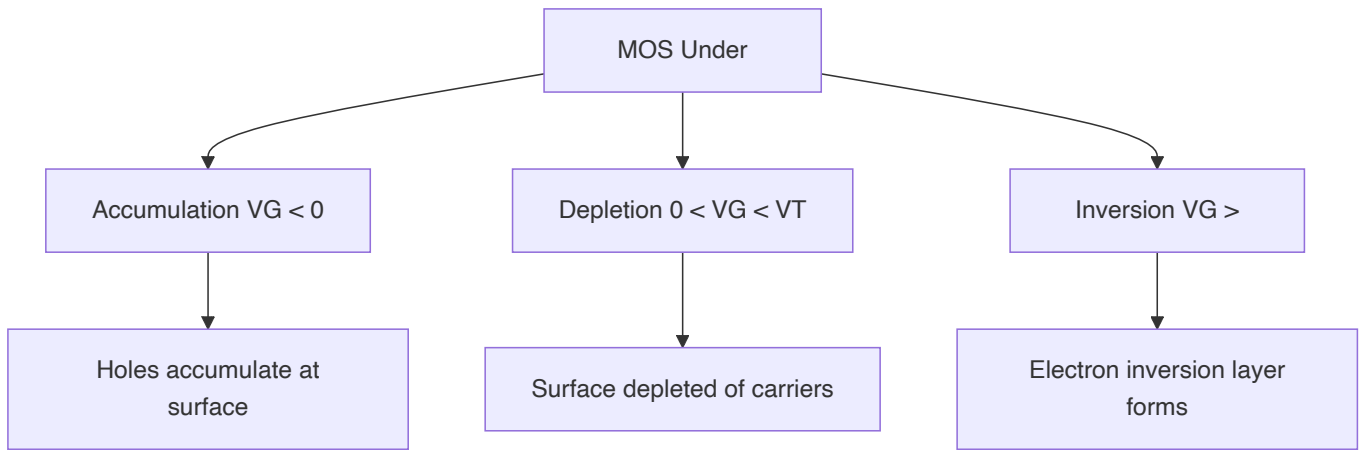 MOS Under
Accumulation VG < 0
Depletion 0 < VG < VT
Inversion VG >
Holes accumulate at
surface
Surface depleted of carriers
Electron inversion layer
forms